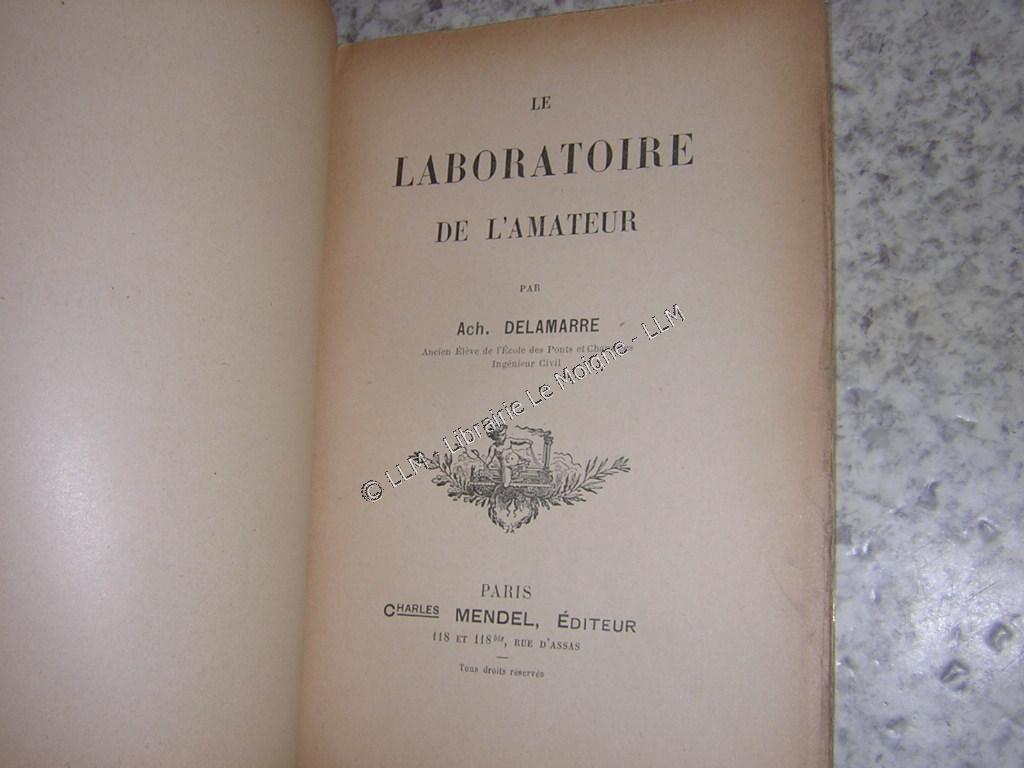 LE
LABORATOIRE
DE L'AMATEUR
PAR
Ach. DELAMARRE
Ancien Élève de l'École des Ponts et Chaussées
Ingénieur Civil
© LLM - Librairie Le Moigne - LLM
PARIS
CHARLES MENDEL, ÉDITEUR
118 ET 118bis, RUE D'ASSAS
Tous droits réservés